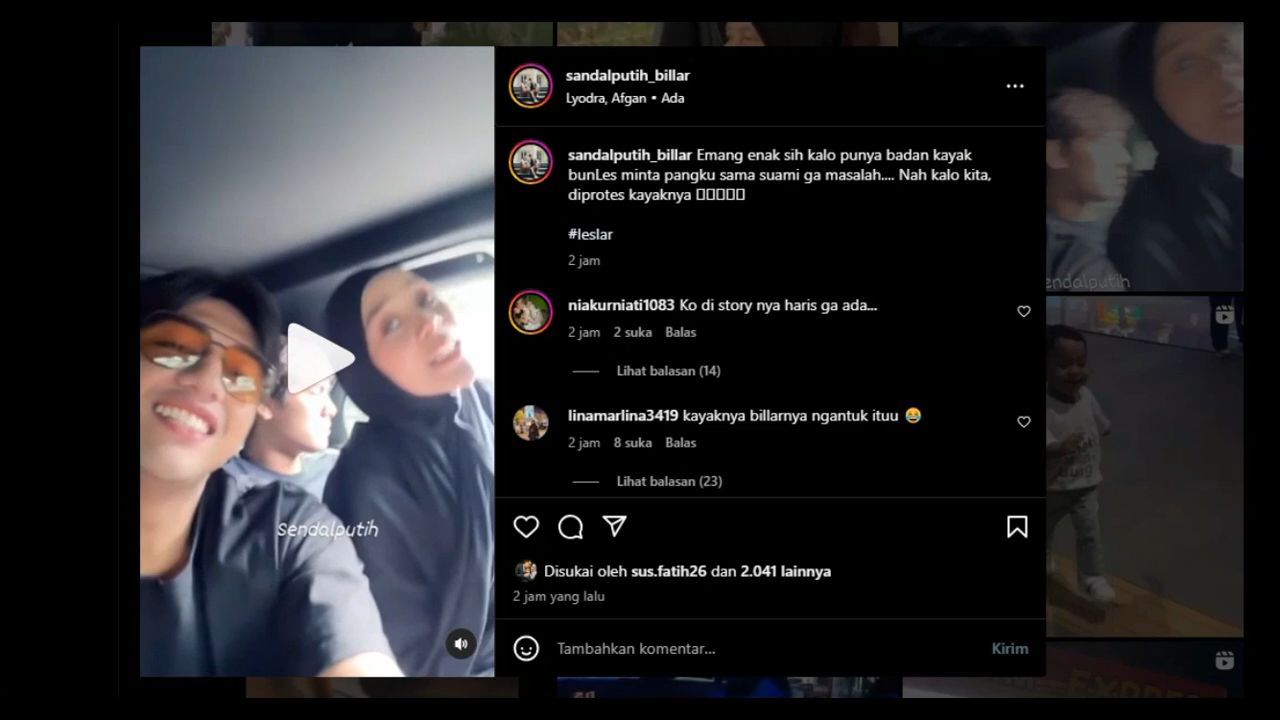 sandalputih_billar
Lyodra, Afgan • Ada
sandalputih_billar Emang enak sih kalo punya badan kayak
bunLes minta pangku sama suami ga masalah.... Nah kalo kita,
diprotes kayaknya
#leslar
2 jam
niakurniati1083 Ko di story nya haris ga ada...
2 jam 2 suka Balas
Lihat balasan (14)
linamarlina3419 kayaknya billarnya ngantuk ituu 😂
2 jam 8 suka Balas
Lihat balasan (23)
Sendalputih
Disukai oleh sus.fatih26 dan 2.041 lainnya
2 jam yang lalu
Tambahkan komentar...
Kirim
endalputih